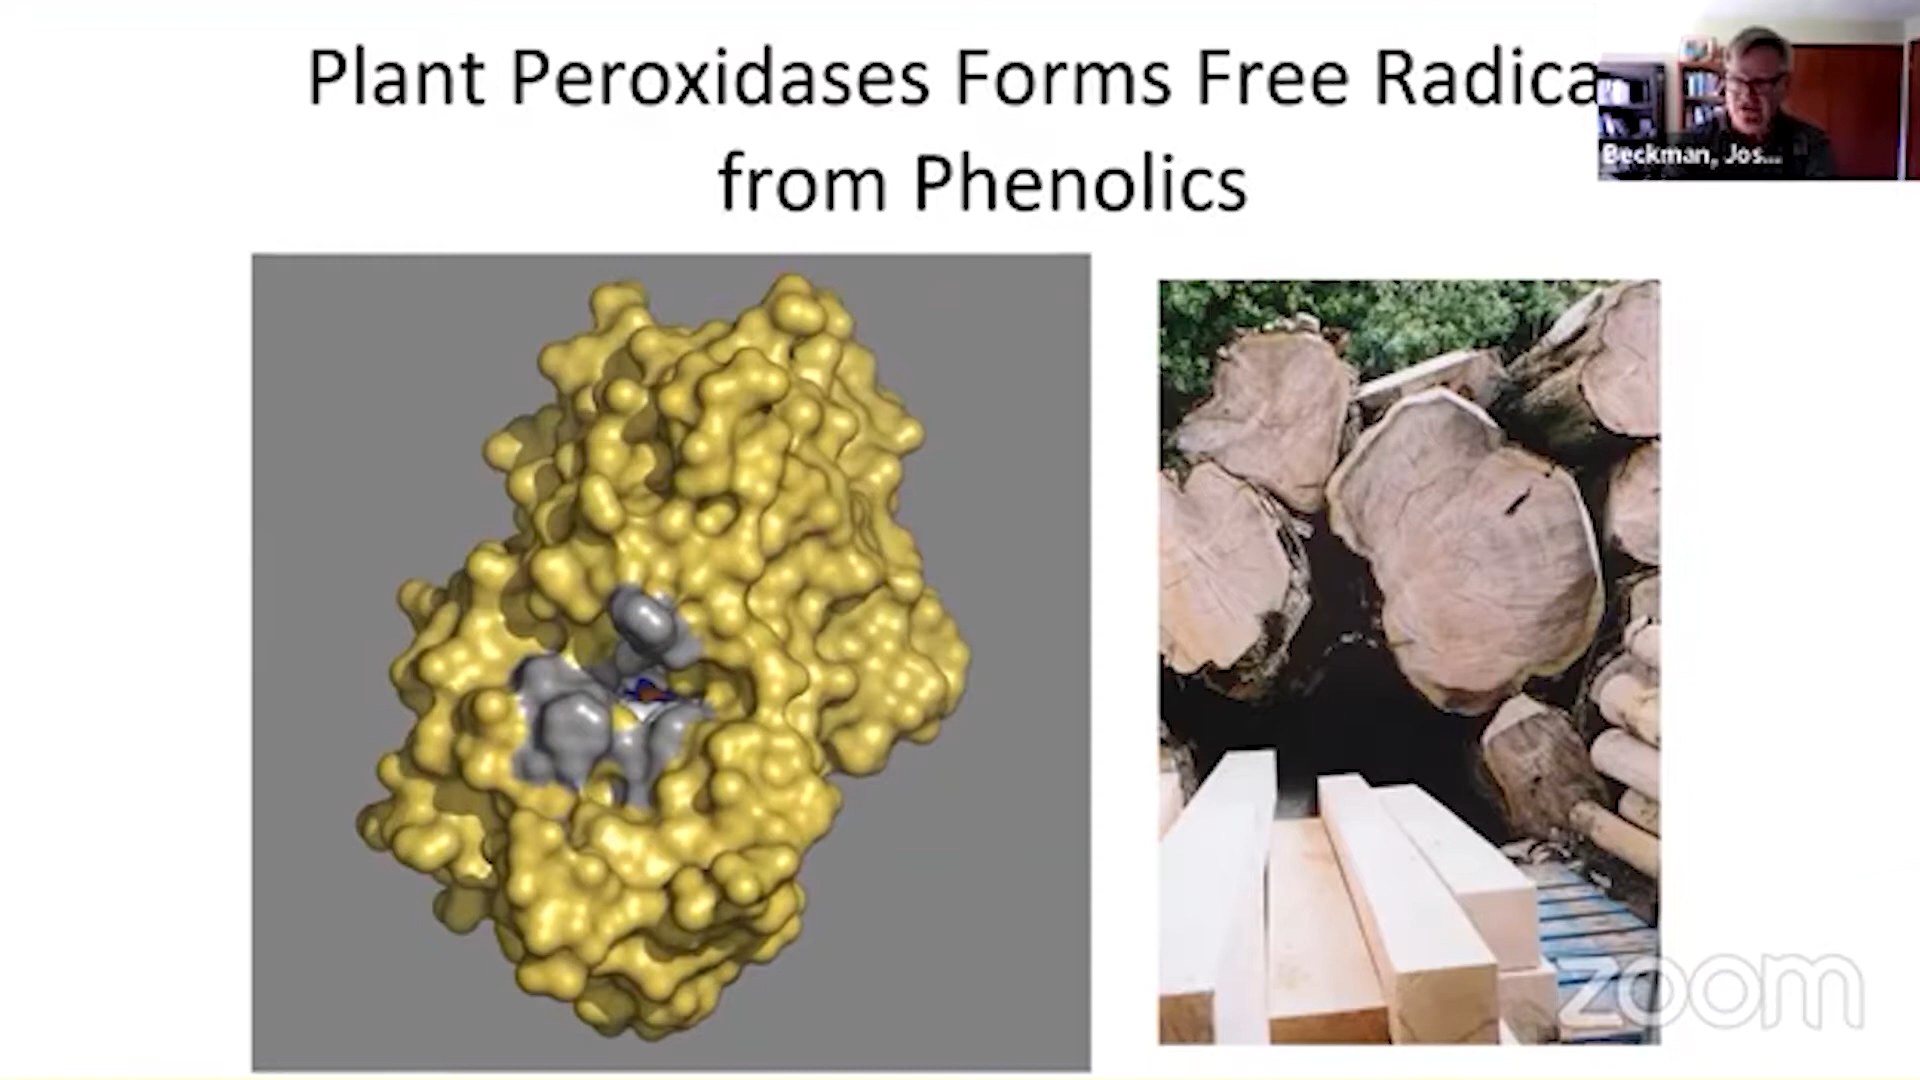 Plant Peroxidases Forms Free Radica
from Phenolics
Beckman, Jos...
zoom